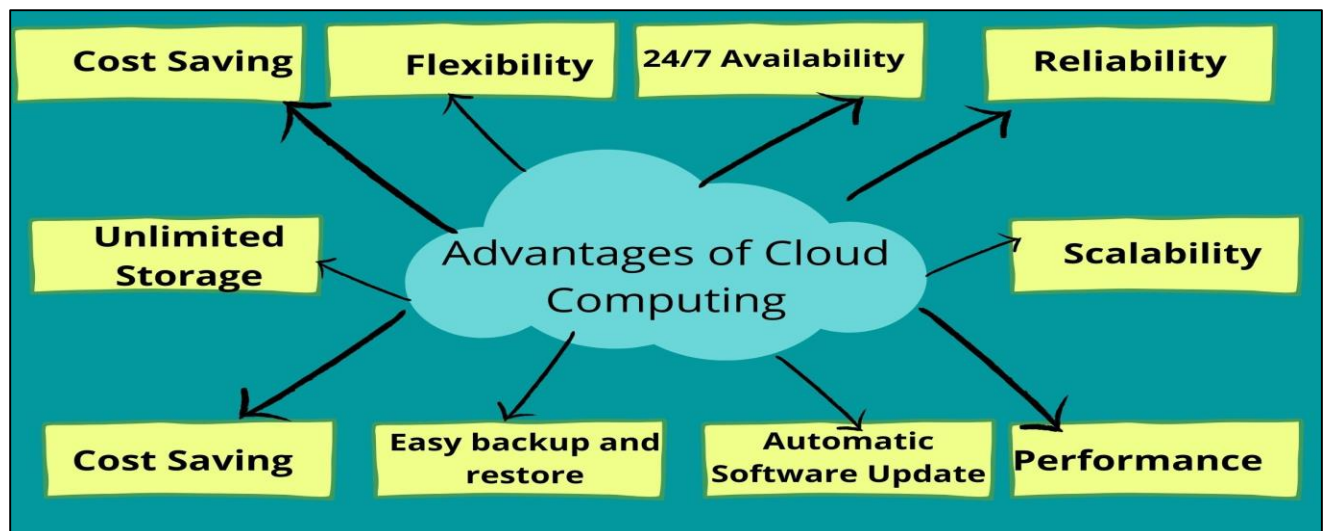 Cost Saving
Flexibility
24/7 Availability
Reliability
Unlimited
Storage
Advantages of Cloud
Computing
Scalability
Cost Saving
Easy backup and
restore
Automatic
Software Update
Performance